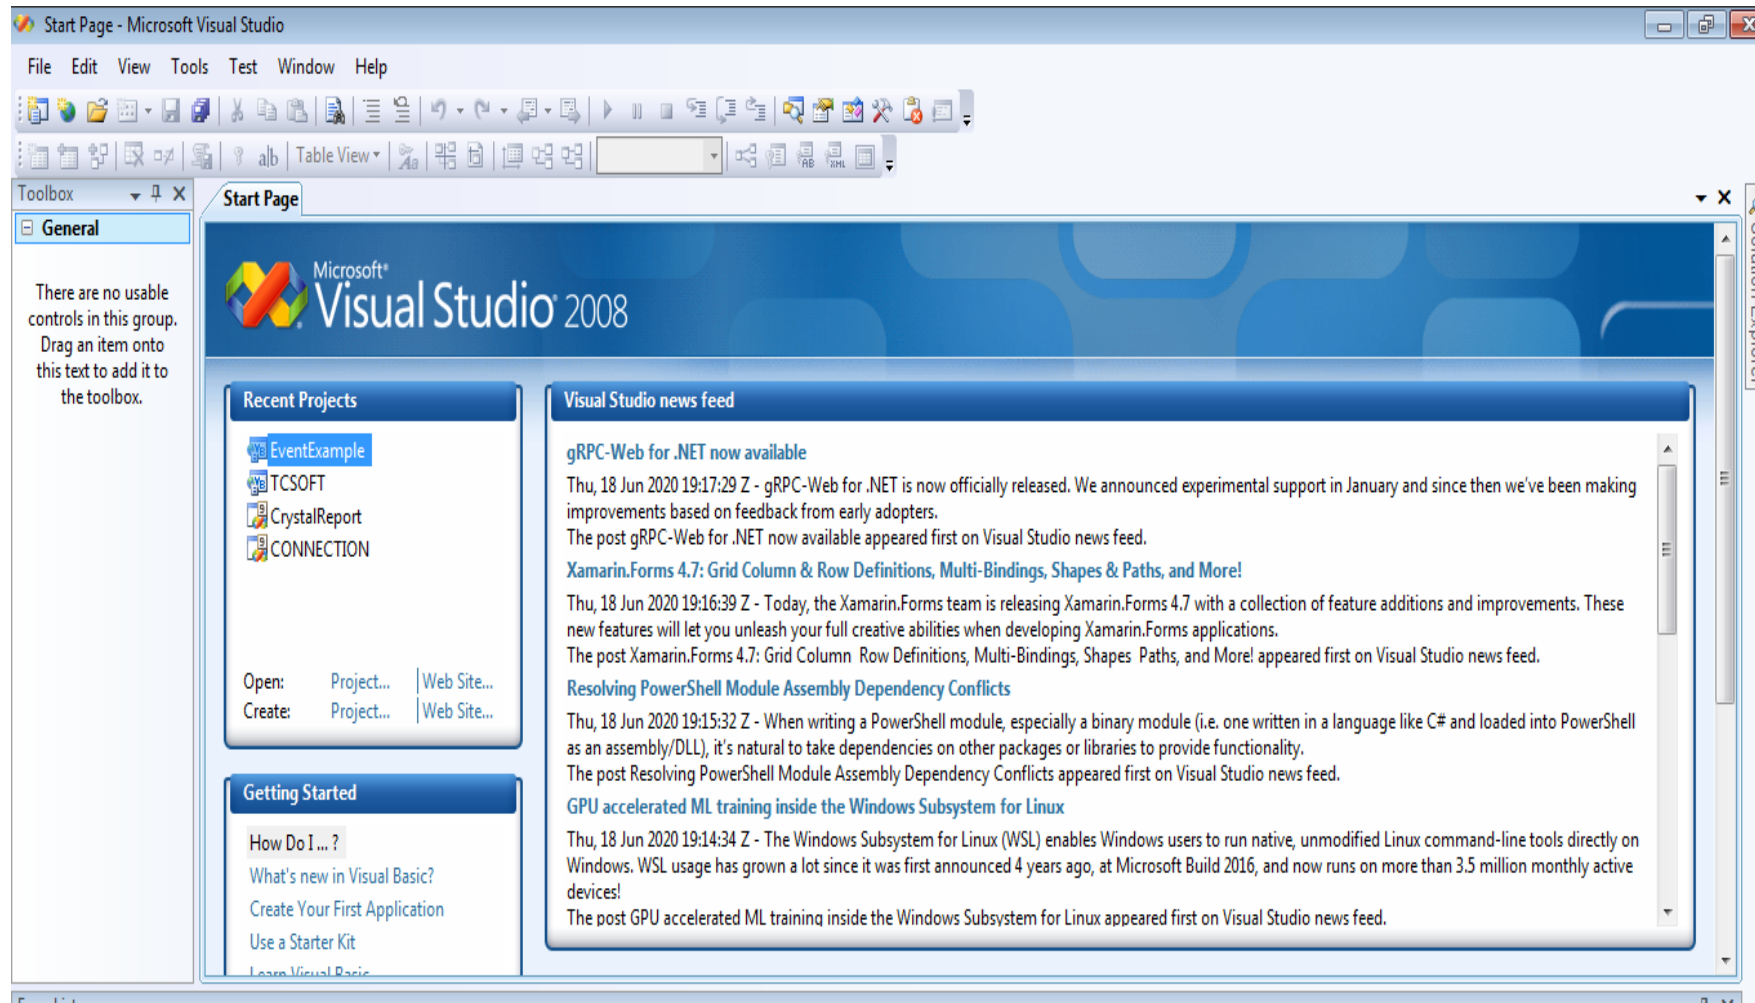 Start Page - Microsoft Visual Studio
File Edit View Tools Test Window Help
ab Table View
Toolbox
General
There are no usable
controls in this group.
Drag an item onto
this text to add it to
the toolbox.
Start Page
Microsoft®
Visual Studio 2008
Recent Projects
EventExample
TCSOFT
CrystalReport
CONNECTION
Open: Project... Web Site...
Create: Project... Web Site...
Getting Started
How Do I ... ?
What's new in Visual Basic?
Create Your First Application
Use a Starter Kit
Learn Visual Basic
Visual Studio news feed
gRPC-Web for .NET now available
Thu, 18 Jun 2020 19:17:29 Z - gRPC-Web for .NET is now officially released. We announced experimental support in January and since then we've been making
improvements based on feedback from early adopters.
The post gRPC-Web for .NET now available appeared first on Visual Studio news feed.
Xamarin.Forms 4.7: Grid Column & Row Definitions, Multi-Bindings, Shapes & Paths, and More!
Thu, 18 Jun 2020 19:16:39 Z - Today, the Xamarin.Forms team is releasing Xamarin.Forms 4.7 with a collection of feature additions and improvements. These
new features will let you unleash your full creative abilities when developing Xamarin.Forms applications.
The post Xamarin.Forms 4.7: Grid Column Row Definitions, Multi-Bindings, Shapes Paths, and More! appeared first on Visual Studio news feed.
Resolving PowerShell Module Assembly Dependency Conflicts
Thu, 18 Jun 2020 19:15:32 Z - When writing a PowerShell module, especially a binary module (i.e. one written in a language like C# and loaded into PowerShell
as an assembly/DLL), it's natural to take dependencies on other packages or libraries to provide functionality.
The post Resolving PowerShell Module Assembly Dependency Conflicts appeared first on Visual Studio news feed.
GPU accelerated ML training inside the Windows Subsystem for Linux
Thu, 18 Jun 2020 19:14:34 Z - The Windows Subsystem for Linux (WSL) enables Windows users to run native, unmodified Linux command-line tools directly on
Windows. WSL usage has grown a lot since it was first announced 4 years ago, at Microsoft Build 2016, and now runs on more than 3.5 million monthly active
devices!
The post GPU accelerated ML training inside the Windows Subsystem for Linux appeared first on Visual Studio news feed.
Solution Explorer